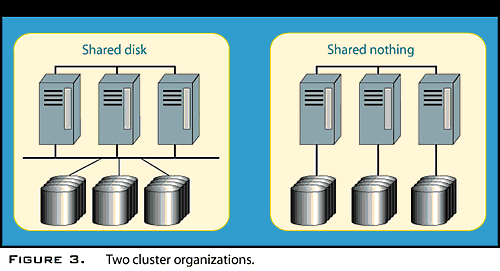 Shared disk
Shared nothing
FIGURE 3. Two cluster organizations.